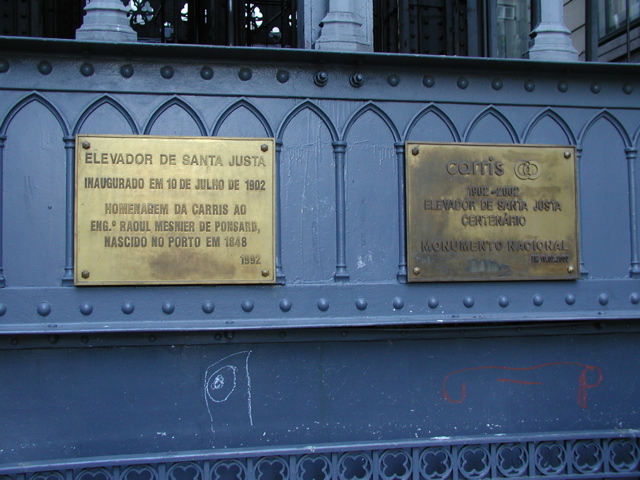 ELEVADOR DE SANTA JUSTA
INAUGURADO EM 10 DE JULHO DE 1902
HOMENAGEM DA CARRIS AO
ENG.º RAOUL MESNIER DE PONSARD,
NASCIDO NO PORTO EM 1848
1992
carris
1902-2002
ELEVADOR DE SANTA JUSTA
CENTENÁRIO
MONUMENTO NACIONAL